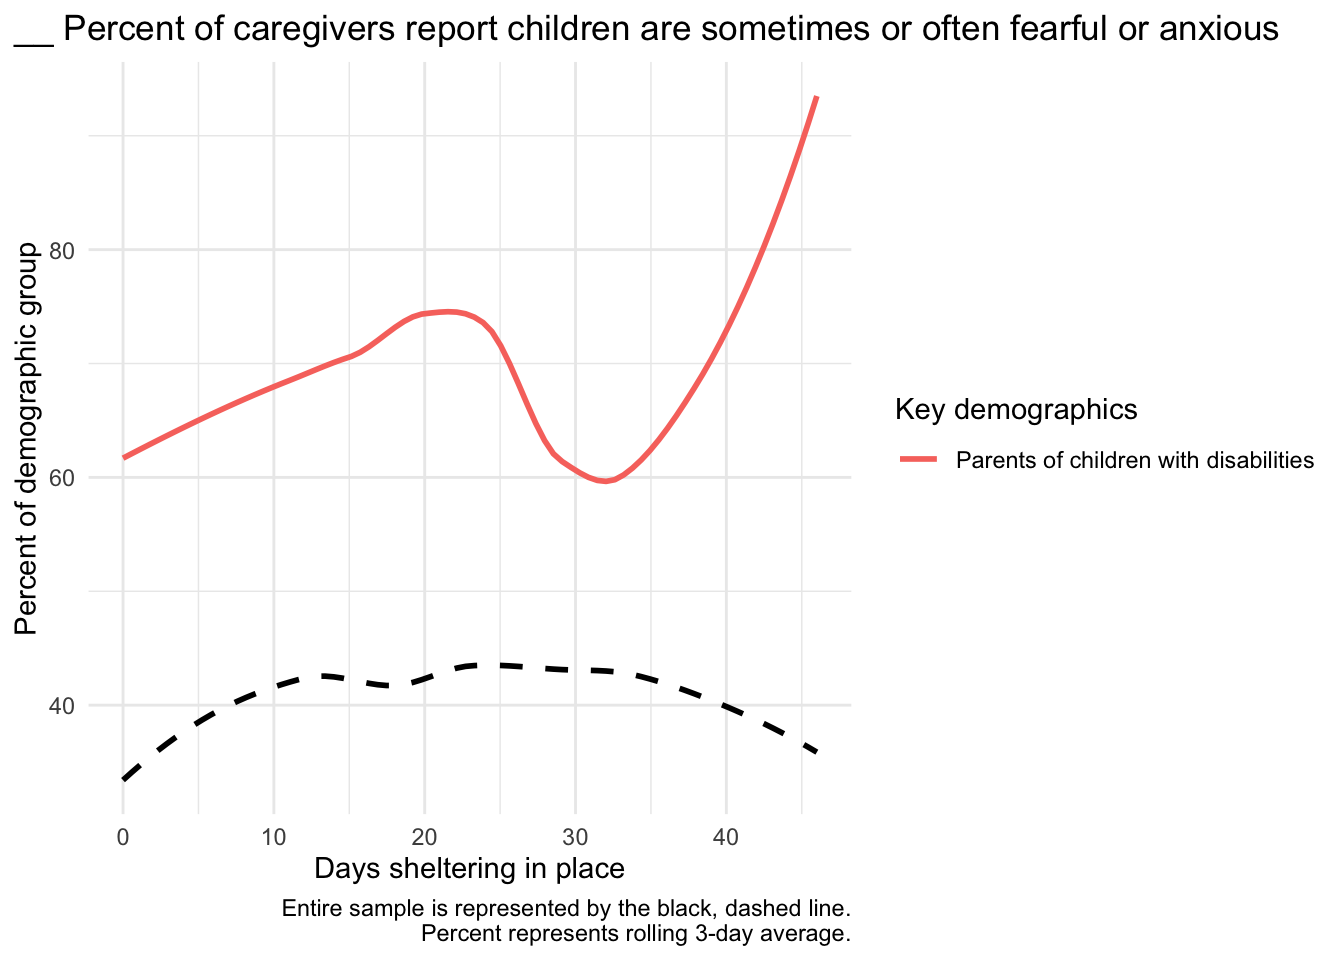 __ Percent of caregivers report children are sometimes or often fearful or anxious
Percent of demographic group
80
60
40
0 10 20 30 40
Days sheltering in place
Key demographics
Parents of children with disabilities
Entire sample is represented by the black, dashed line.
Percent represents rolling 3-day average.